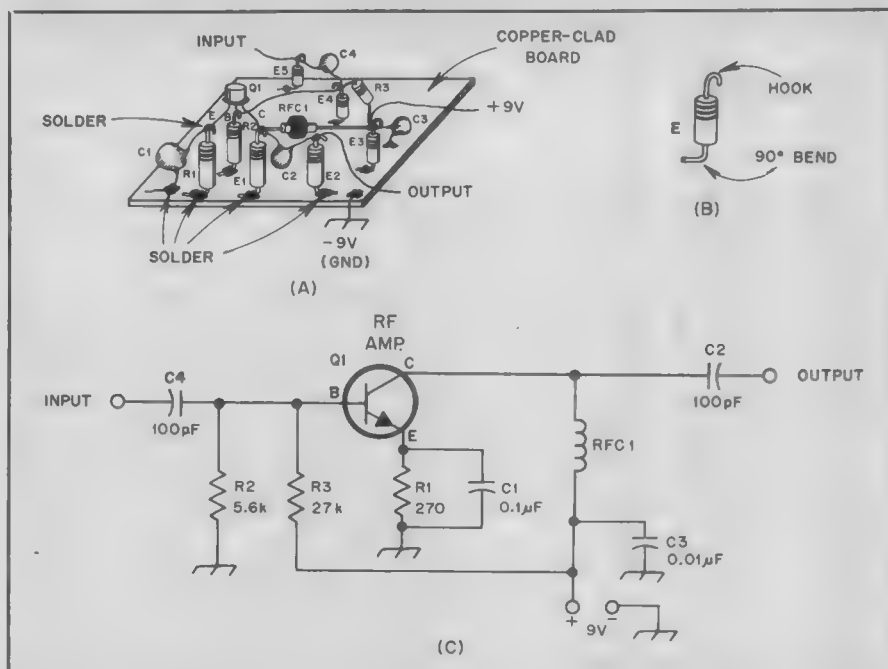 INPUT
C4
COPPER-CLAD
BOARD
E5
Q1
E4
R3
RFC1
+9V
SOLDER
E
B
R2
C
C3
C1
E3
R1
E1
C2
E2
OUTPUT
SOLDER
-9V
(GND)
(A)
HOOK
E
90° BEND
(B)
RF
AMP.
Q1
C
C2
C4
B
INPUT
OUTPUT
100pF
100pF
E
RFC1
R2
5.6k
R3
27k
R1
270
C1
0.1µF
C3
0.01µF
+ 9V -
(C)